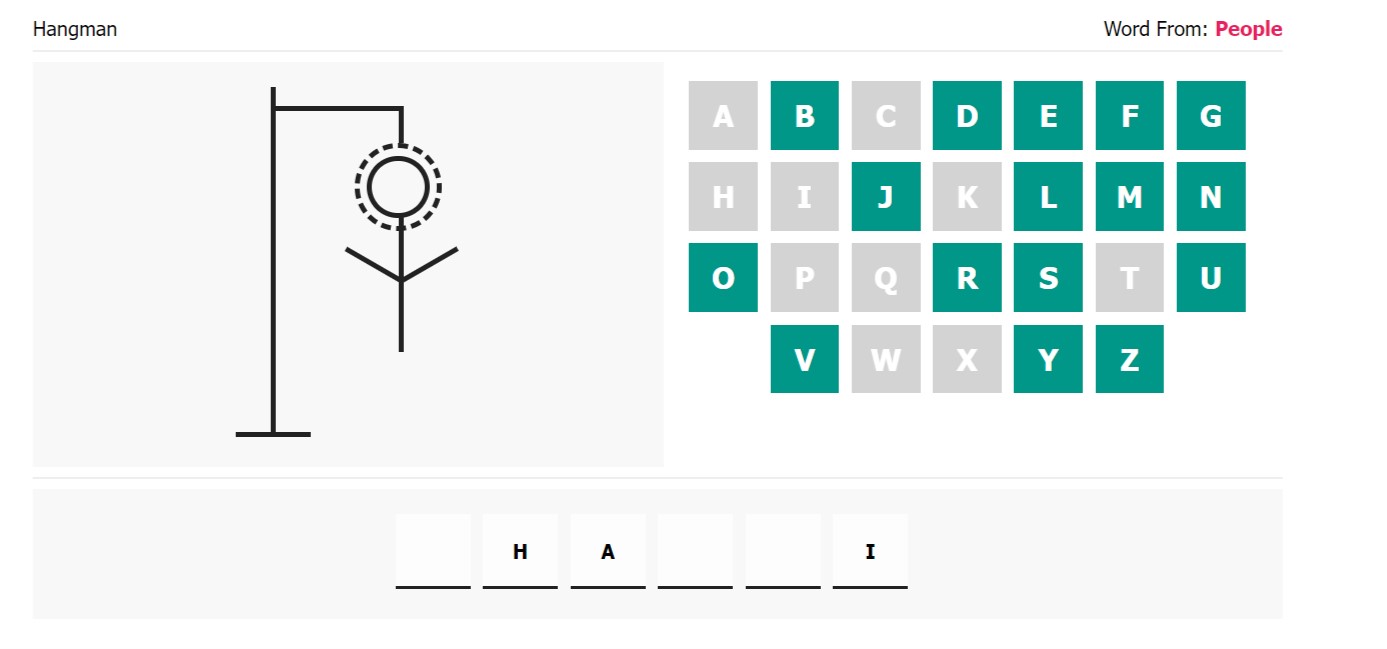 Hangman
Word From: People
A B C D E F G
H I J K L M N
O P Q R S T U
V W X Y Z
H A I